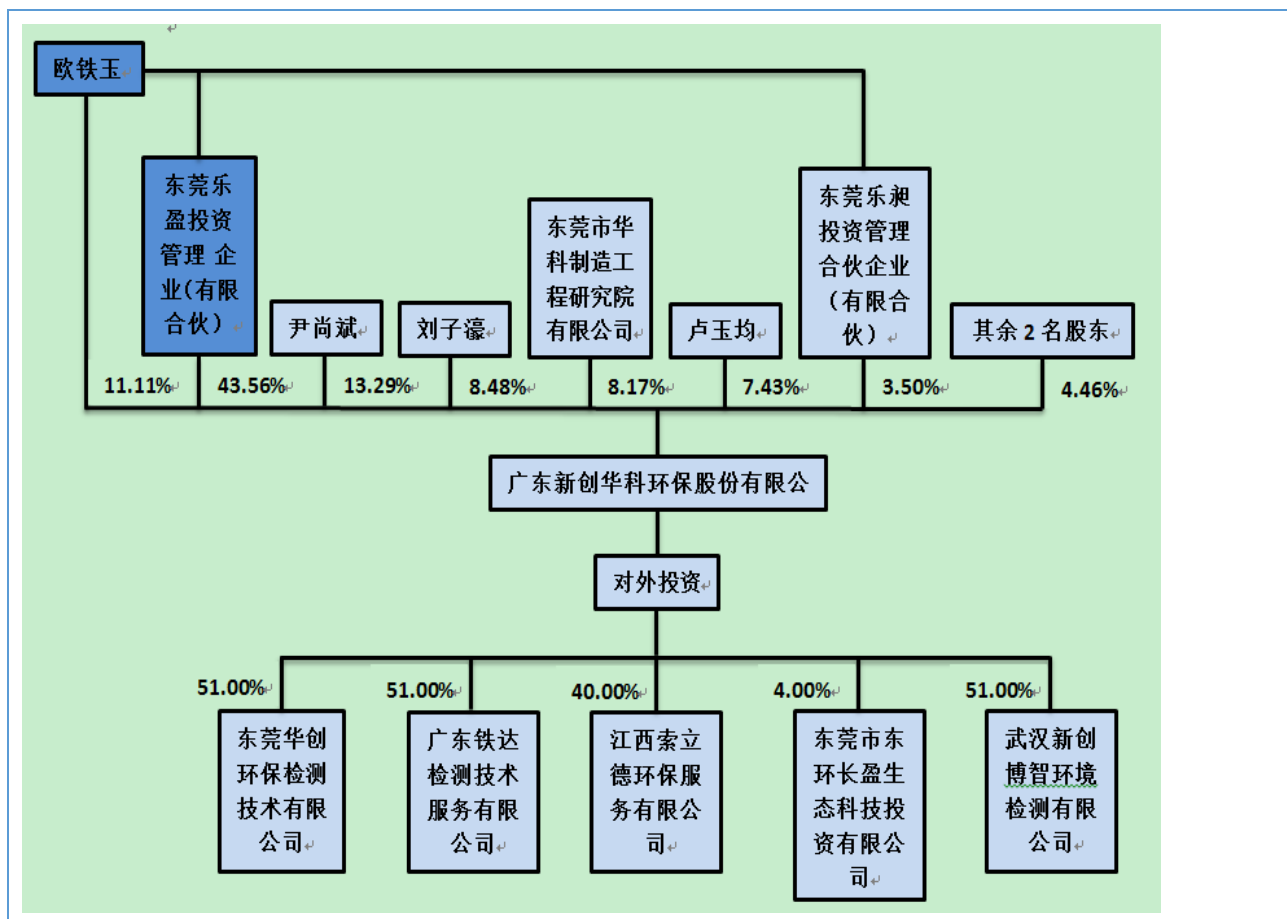 欧铁玉
东莞乐
盈投资
管理 企
业(有限
合伙）
尹尚斌
刘子濠
东莞市华
科制造工
程研究院
有限公司
卢玉均
东莞乐昶
投资管理
合伙企业
（有限合
伙）
其余 2 名股东
11.11%
43.56%
13.29%
8.48%
8.17%
7.43%
3.50%
4.46%
广东新创华科环保股份有限公
对外投资
51.00%
51.00%
40.00%
4.00%
51.00%
东莞华创
环保检测
技术有限
公司
广东铁达
检测技术
服务有限
公司
江西索立
德环保服
务有限公
司
东莞市东
环长盈生
态科技投
资有限公
司
武汉新创
博智环境
检测有限
公司